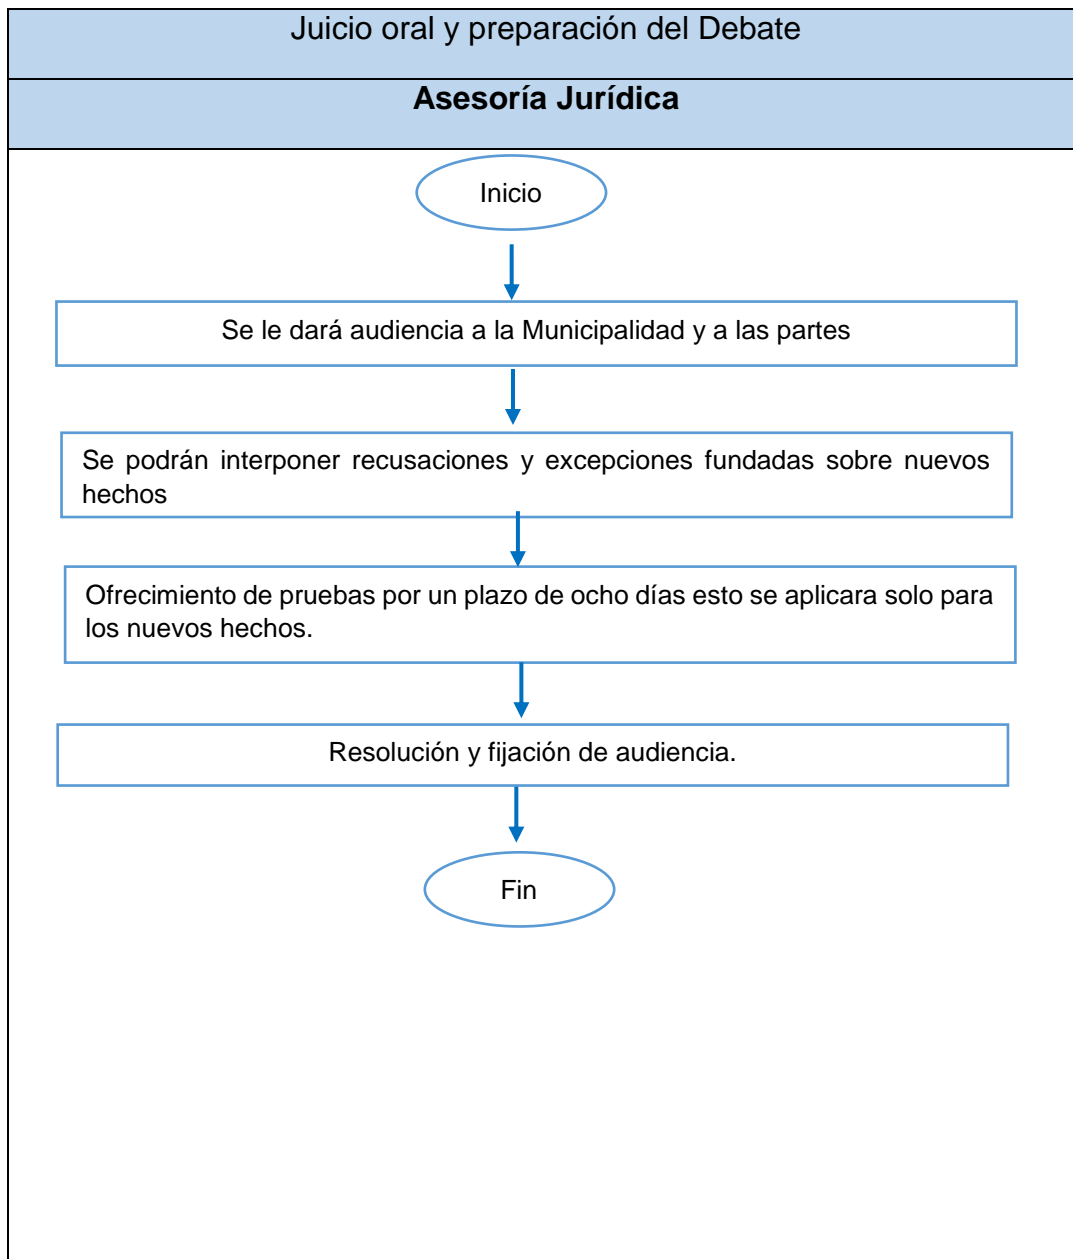 Juicio oral y preparación del Debate
Asesoría Jurídica
Inicio
Se le dará audiencia a la Municipalidad y a las partes
Se podrán interponer recusaciones y excepciones fundadas sobre nuevos
hechos
Ofrecimiento de pruebas por un plazo de ocho días esto se aplicara solo para
los nuevos hechos.
Resolución y fijación de audiencia.
Fin